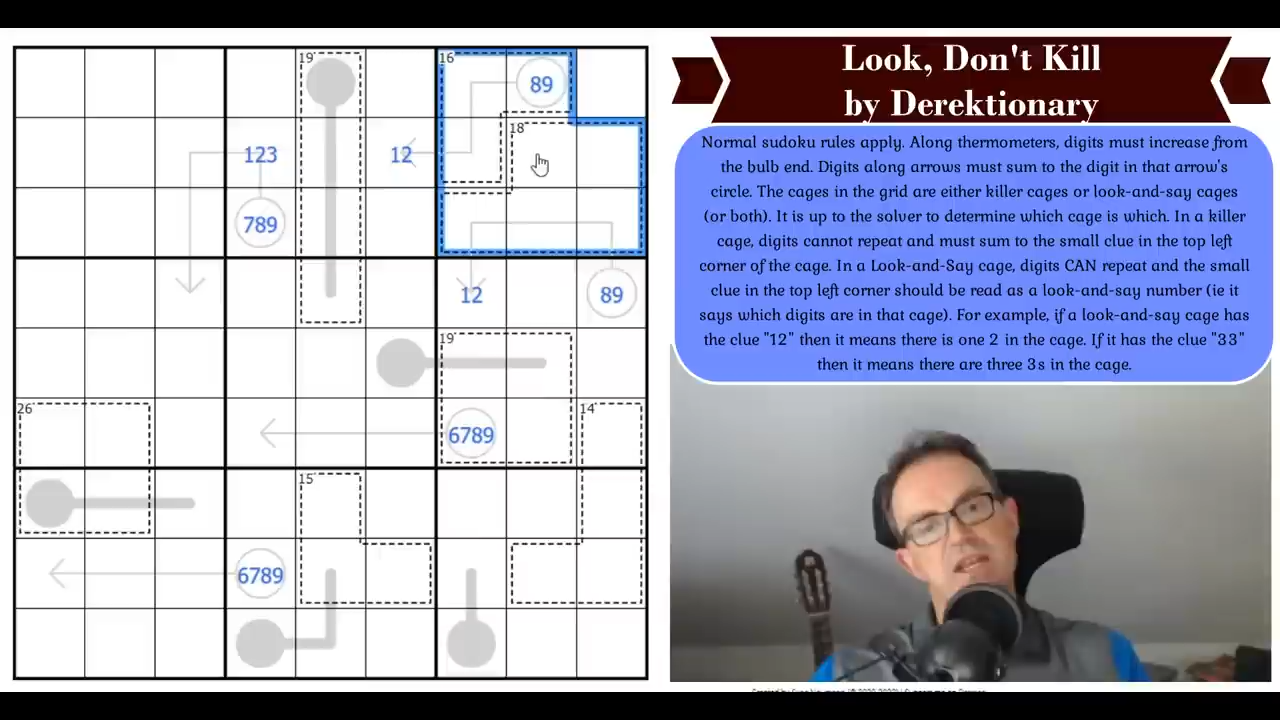 Look, Don't Kill
by Derektionary
Normal sudoku rules apply. Along thermometers, digits must increase from
the bulb end. Digits along arrows must sum to the digit in that arrow's
circle. The cages in the grid are either killer cages or look-and-say cages
(or both). It is up to the solver to determine which cage is which. In a killer
cage, digits cannot repeat and must sum to the small clue in the top left
corner of the cage. In a Look-and-Say cage, digits CAN repeat and the small
clue in the top left corner should be read as a look-and-say number (ie it
says which digits are in that cage). For example, if a look-and-say cage has
the clue "12" then it means there is one 2 in the cage. If it has the clue "33"
then it means there are three 3s in the cage.
19 16
89
18
123 12
789
12 89
19
26 14
6789
15
6789